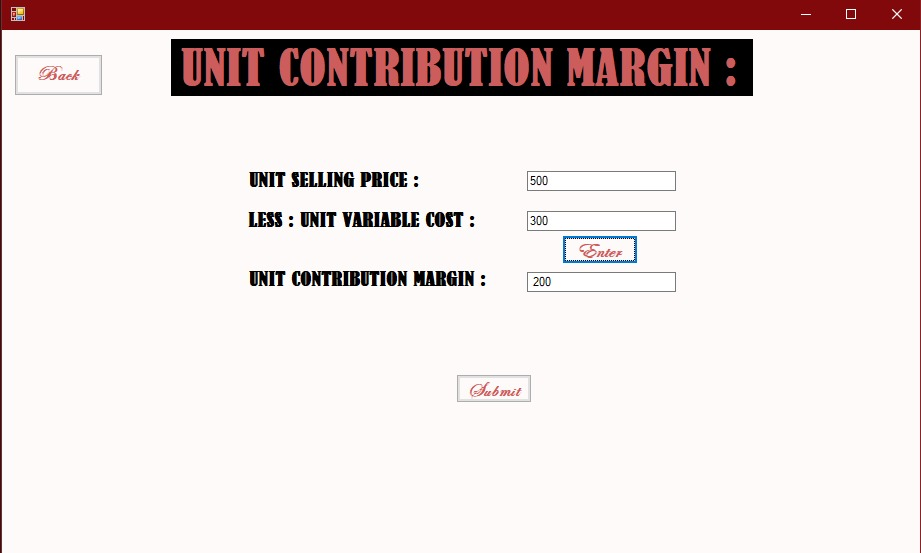 Back
UNIT CONTRIBUTION MARGIN :
UNIT SELLING PRICE : 500
LESS : UNIT VARIABLE COST : 300
Enter
UNIT CONTRIBUTION MARGIN : 200
Submit